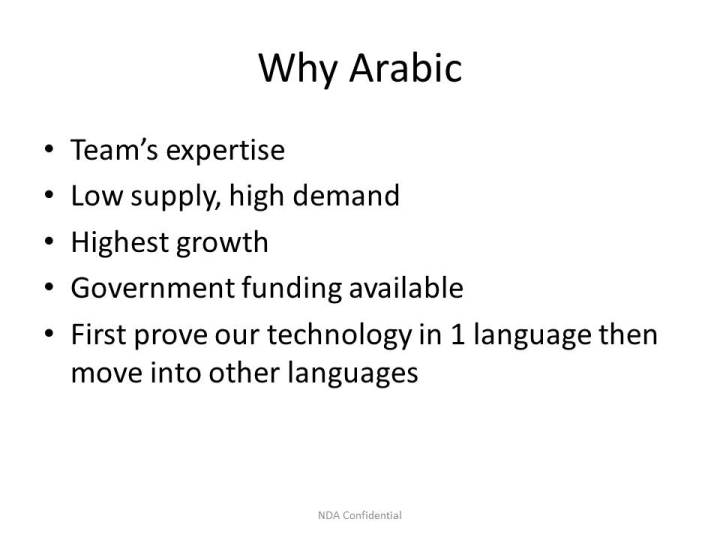 Why Arabic
• Team’s expertise
• Low supply, high demand
• Highest growth
• Government funding available
• First prove our technology in 1 language then
move into other languages
NDA Confidential